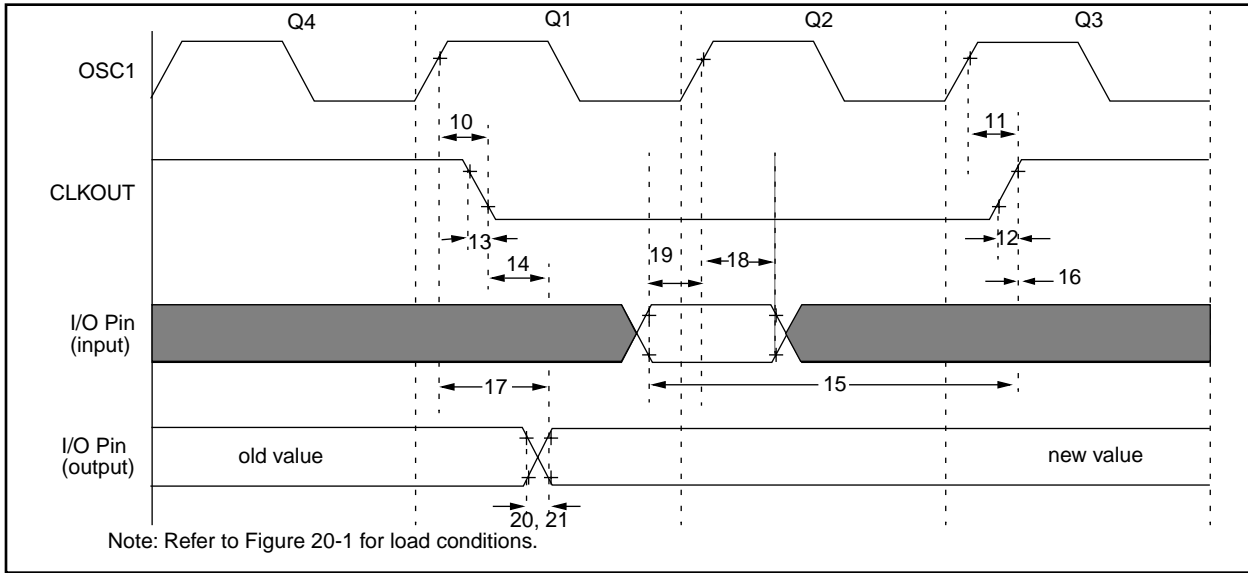 Q4 Q1 Q2 Q3
OSC1
10 11
CLKOUT
13 12
14 19 18 16
I/O Pin
(input)
17 15
I/O Pin
(output)
old value new value
20, 21
Note: Refer to Figure 20-1 for load conditions.